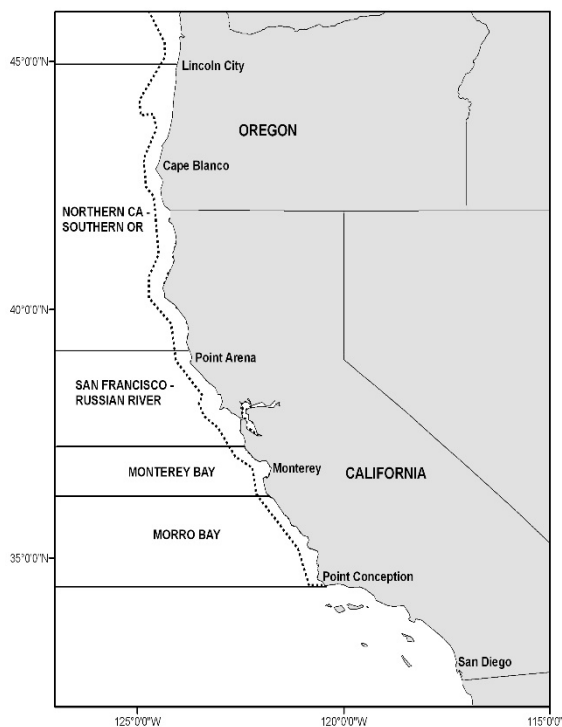 45°0'0"N
Lincoln City
OREGON
Cape Blanco
NORTHERN CA -
SOUTHERN OR
40°0'0"N
Point Arena
SAN FRANCISCO -
RUSSIAN RIVER
MONTEREY BAY
Monterey
CALIFORNIA
MORRO BAY
35°0'0"N
Point Conception
San Diego
125°0'0"W
120°0'0"W
115°0'0"W